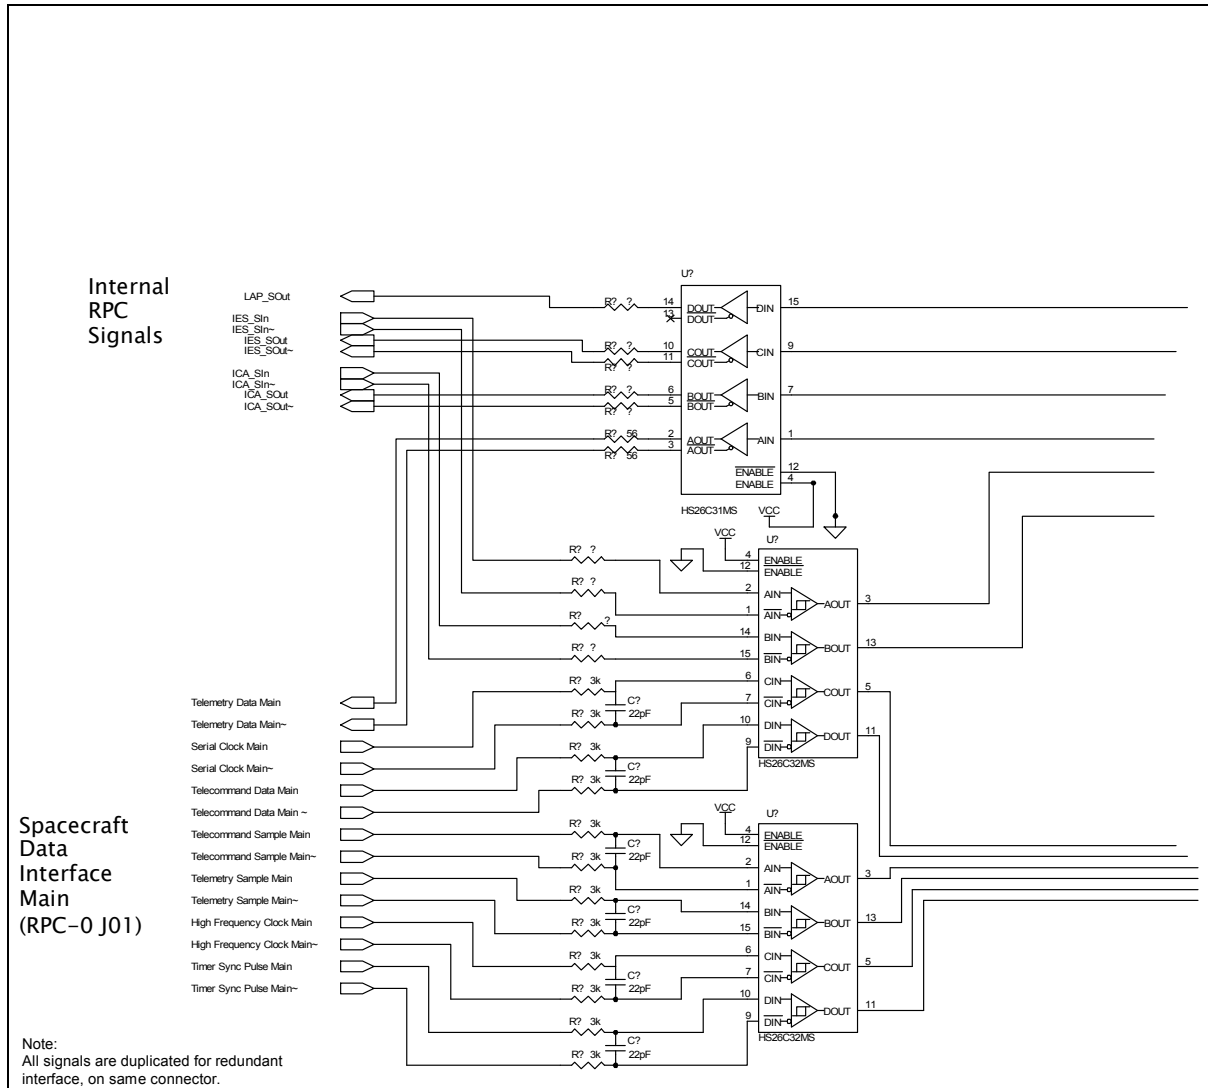 U?
Internal
RPC
Signals
LAP_SOut
R? ?
14 DOUT DIN 15
13 DOUT
IES_SIn
IES_SIn~
IES_SOut
R? ?
10 COUT CIN 9
IES_SOut~
11 COUT
R? ?
ICA_SIn
ICA_SIn~
ICA_SOut
R? ?
6 BOUT BIN 7
ICA_SOut~
5 BOUT
R? ?
R? 56
2 AOUT AIN 1
3 AOUT
R? 56
ENABLE 12
ENABLE 4
HS26C31MS
VCC
VCC
U?
R? ?
4 ENABLE
12 ENABLE
R? ?
2 AIN AOUT 3
1 AIN
R? ?
14 BIN
BOUT 13
R? ?
15 BIN
R? 3k
6 CIN
COUT 5
Telemetry Data Main
C?
7 CIN
22pF
Telemetry Data Main~
R? 3k
10 DIN
DOUT 11
Serial Clock Main
R? 3k
9 DIN
HS26C32MS
Serial Clock Main~
C?
22pF
Telecommand Data Main
R? 3k
Telecommand Data Main ~
VCC
U?
Spacecraft
Data
Interface
Main
(RPC-0 J01)
Telecommand Sample Main
R? 3k
4 ENABLE
12 ENABLE
C?
22pF
Telecommand Sample Main~
R? 3k
2 AIN
AOUT 3
Telemetry Sample Main
1 AIN
R? 3k
14 BIN
Telemetry Sample Main~
C?
22pF
BOUT 13
High Frequency Clock Main
R? 3k
15 BIN
High Frequency Clock Main~
R? 3k
6 CIN
COUT 5
Timer Sync Pulse Main
C?
22pF
7 CIN
Timer Sync Pulse Main~
R? 3k
10 DIN
DOUT 11
R? 3k
9 DIN
HS26C32MS
C?
22pF
R? 3k
Note:
All signals are duplicated for redundant
interface, on same connector.